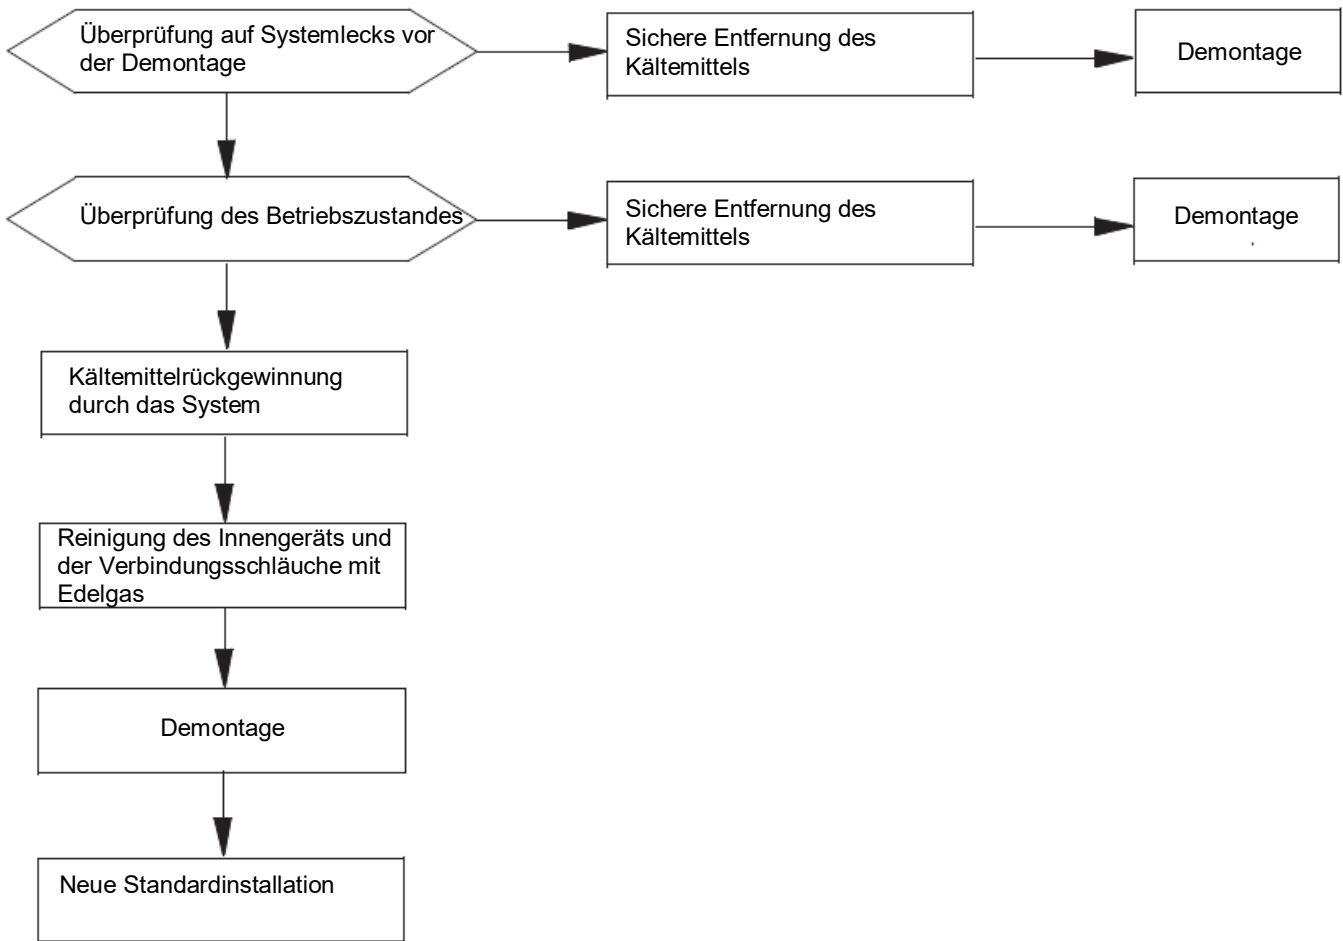 Überprüfung auf Systemlecks vor
der Demontage
Sichere Entfernung des
Kältemittels
Demontage
Überprüfung des Betriebszustandes
Sichere Entfernung des
Kältemittels
Demontage
Kältemittelrückgewinnung
durch das System
Reinigung des Innengeräts und
der Verbindungsschläuche mit
Edelgas
Demontage
Neue Standardinstallation